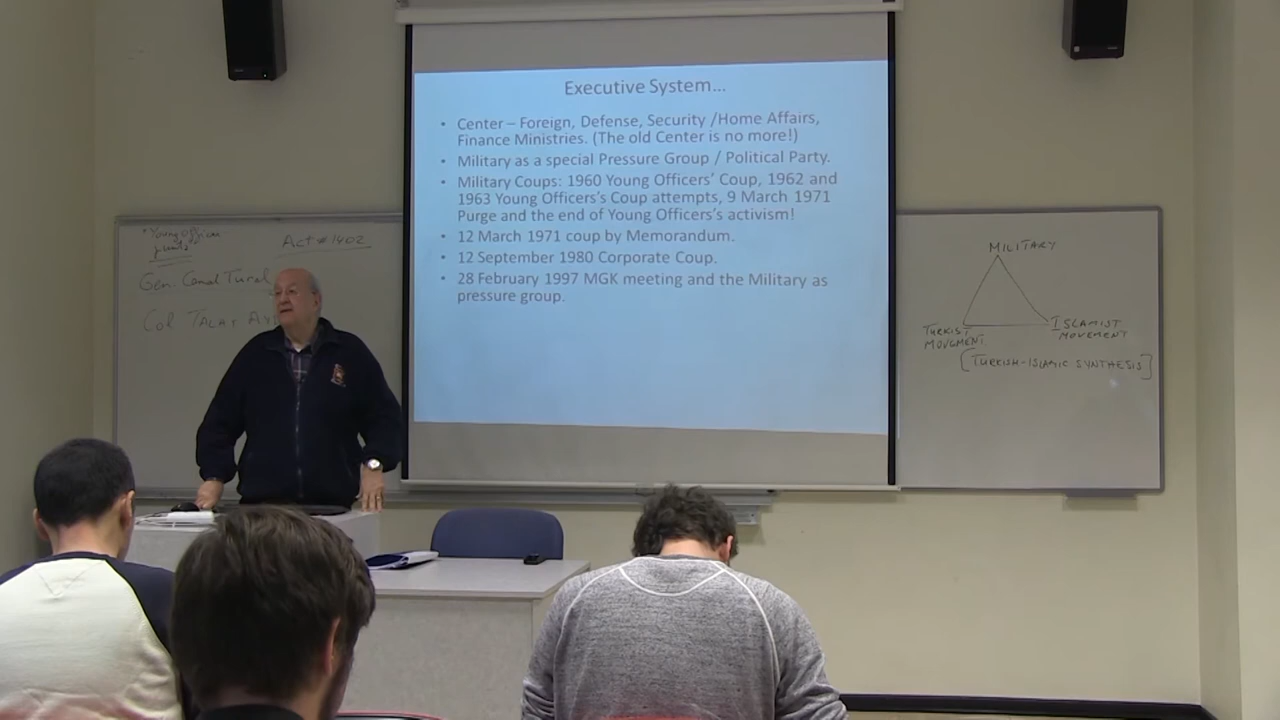 Executive System...
• Center – Foreign, Defense, Security /Home Affairs,
Finance Ministries. (The old Center is no more!)
• Military as a special Pressure Group / Political Party.
• Military Coups: 1960 Young Officers' Coup, 1962 and
1963 Young Officers's Coup attempts, 9 March 1971
Purge and the end of Young Officers's activism!
• 12 March 1971 coup by Memorandum.
• 12 September 1980 Corporate Coup.
• 28 February 1997 MGK meeting and the Military as
pressure group.
Act #1402
Gen. Cemal Tural
Col TALAT
MILITARY
TURKIST
MOVEMENT
ISLAMIST
MOVEMENT
[TURKISH-ISLAMIC SYNTHESIS]